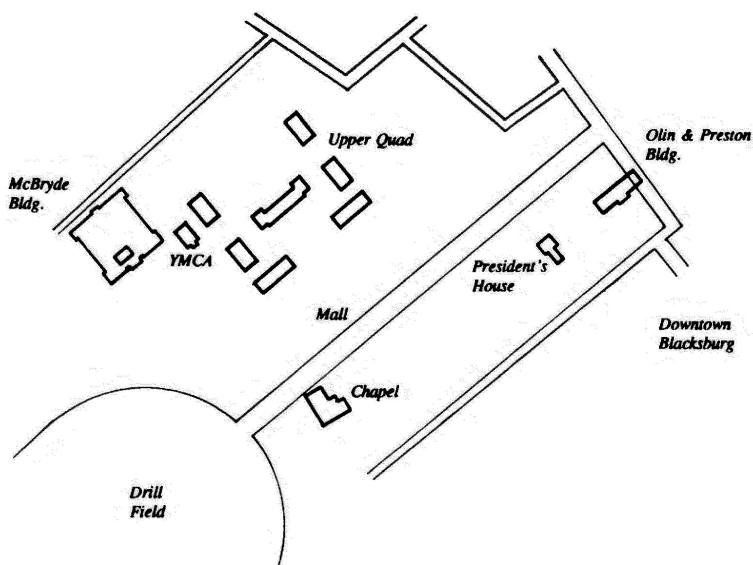 Upper Quad
Olin & Preston
Bldg.
McBryde
Bldg.
YMCA
President's
House
Mall
Downtown
Blacksburg
Chapel
Drill
Field